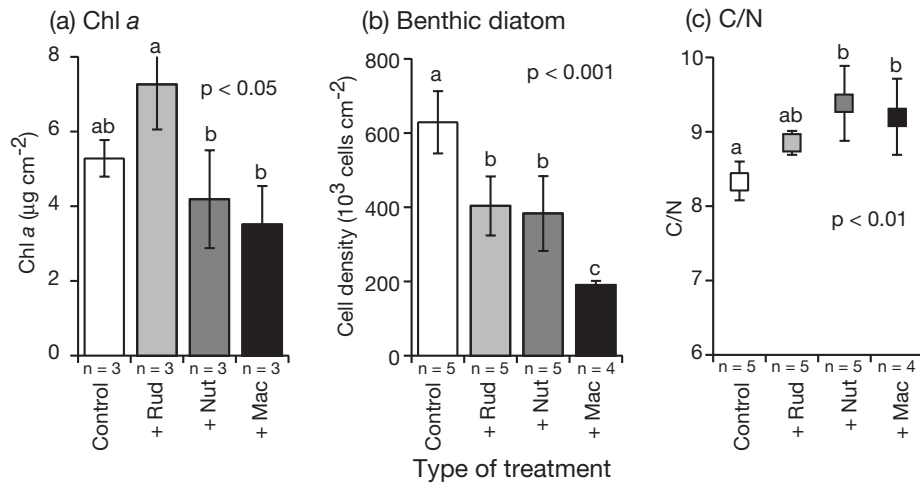 (a) Chl a
8
6
4
2
0
Chl a (µg cm⁻²)
ab
a
b
b
p < 0.05
n = 3
n = 3
n = 3
n = 3
Control
+ Rud
+ Nut
+ Mac
(b) Benthic diatom
800
600
400
200
0
Cell density (10³ cells cm⁻²)
a
b
b
c
p < 0.001
n = 5
n = 5
n = 5
n = 4
Control
+ Rud
+ Nut
+ Mac
(c) C/N
10
9
8
7
6
C/N
a
ab
b
b
p < 0.01
n = 5
n = 5
n = 5
n = 4
Control
+ Rud
+ Nut
+ Mac
Type of treatment